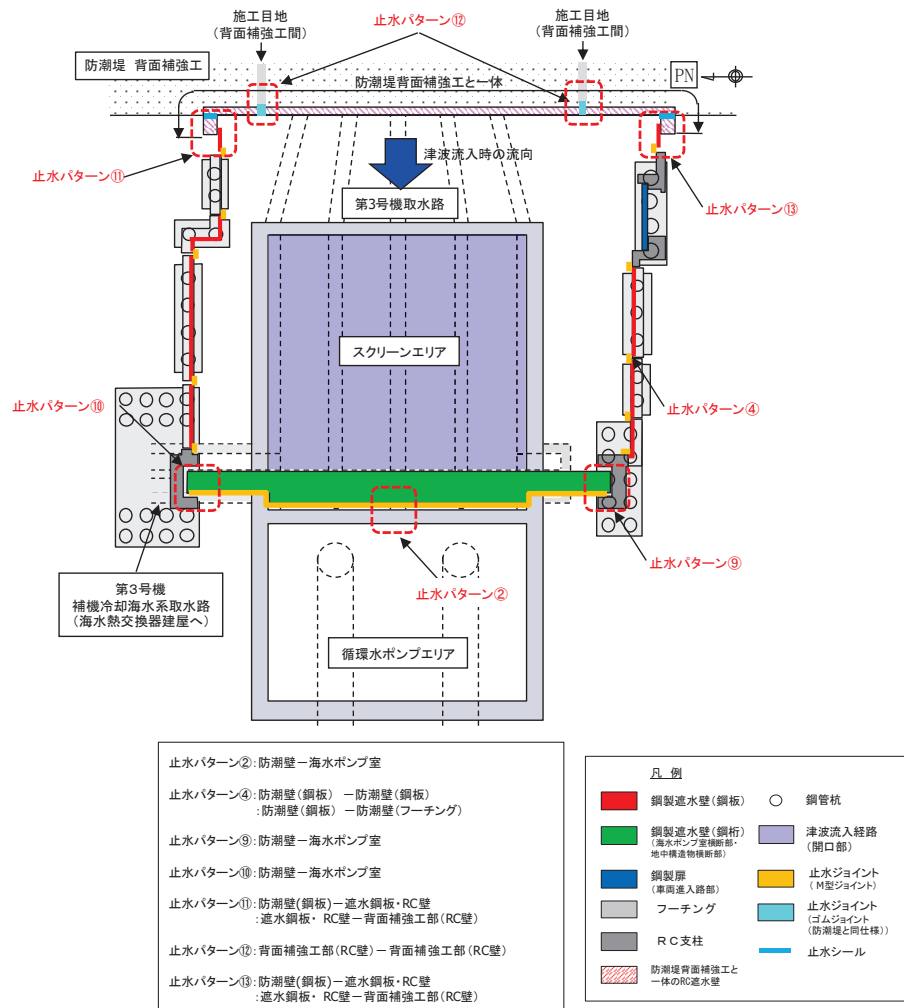 施工目地
(背面補強工間)
止水パターン⑫
施工目地
(背面補強工間)
防潮堤 背面補強工
防潮堤背面補強工と一体
PN
止水パターン⑪
津波流入時の流向
第3号機取水路
止水パターン⑬
スクリーンエリア
止水パターン⑩
止水パターン④
第3号機
補機冷却海水系取水路
(海水熱交換器建屋へ)
止水パターン⑨
止水パターン②
循環水ポンプエリア
止水パターン②:防潮壁-海水ポンプ室
止水パターン④:防潮壁(鋼板) -防潮壁(鋼板)
:防潮壁(鋼板) -防潮壁(フーチング)
止水パターン⑨:防潮壁-海水ポンプ室
止水パターン⑩:防潮壁-海水ポンプ室
止水パターン⑪:防潮壁(鋼板)-遮水鋼板・RC壁
:遮水鋼板・ RC壁-背面補強工部(RC壁)
止水パターン⑫:背面補強工部(RC壁)-背面補強工部(RC壁)
止水パターン⑬:防潮壁(鋼板)-遮水鋼板・RC壁
:遮水鋼板・ RC壁-背面補強工部(RC壁)
凡 例
鋼製遮水壁(鋼板)
鋼製遮水壁(鋼桁)
(海水ポンプ室横断部・
地中構造物横断部)
鋼製扉
(車両進入路部)
フーチング
RC支柱
防潮堤背面補強工と
一体のRC遮水壁
鋼管杭
津波流入経路
(開口部)
止水ジョイント
(M型ジョイント)
止水ジョイント
(ゴムジョイント
(防潮堤と同仕様))
止水シール